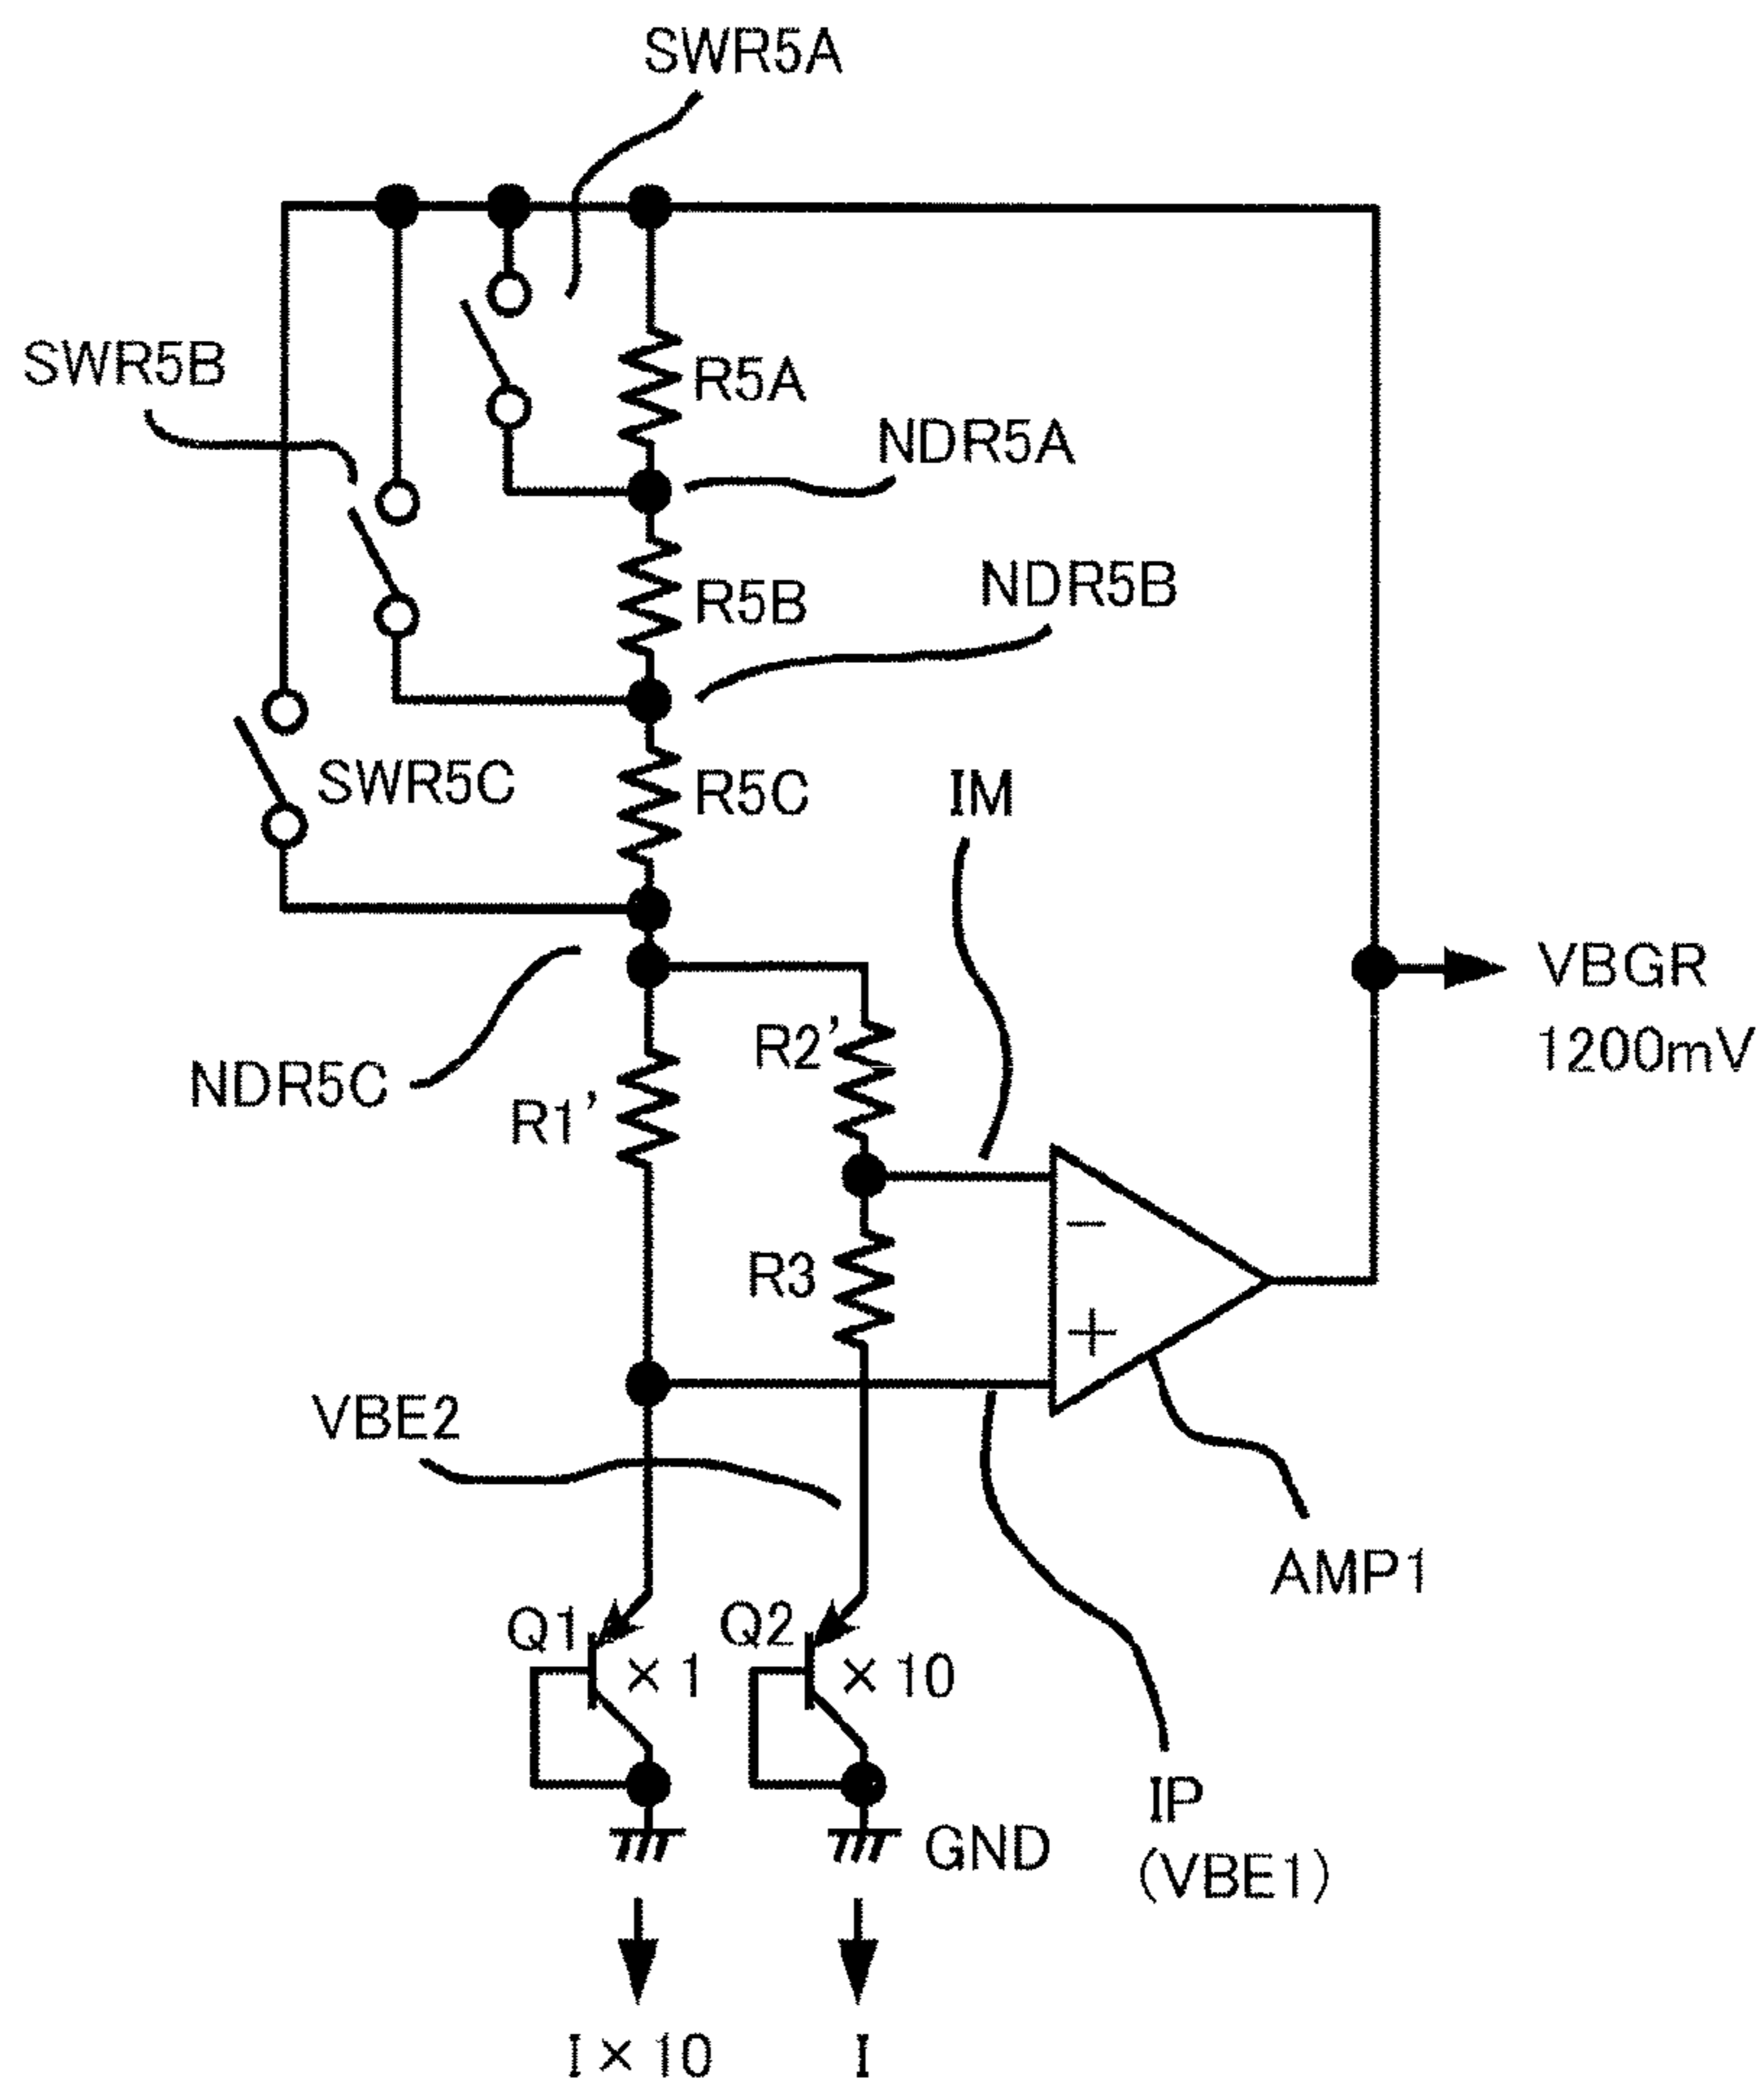 SWR5A
SWR5B
R5A
NDR5A
NDR5B
R5B
SWR5C
R5C
IM
VBGR
1200mV
NDR5C
R1’
R2’
R3
−
+
VBE2
AMP1
Q1
×1
Q2
×10
IP
(VBE1)
GND
I×10
I